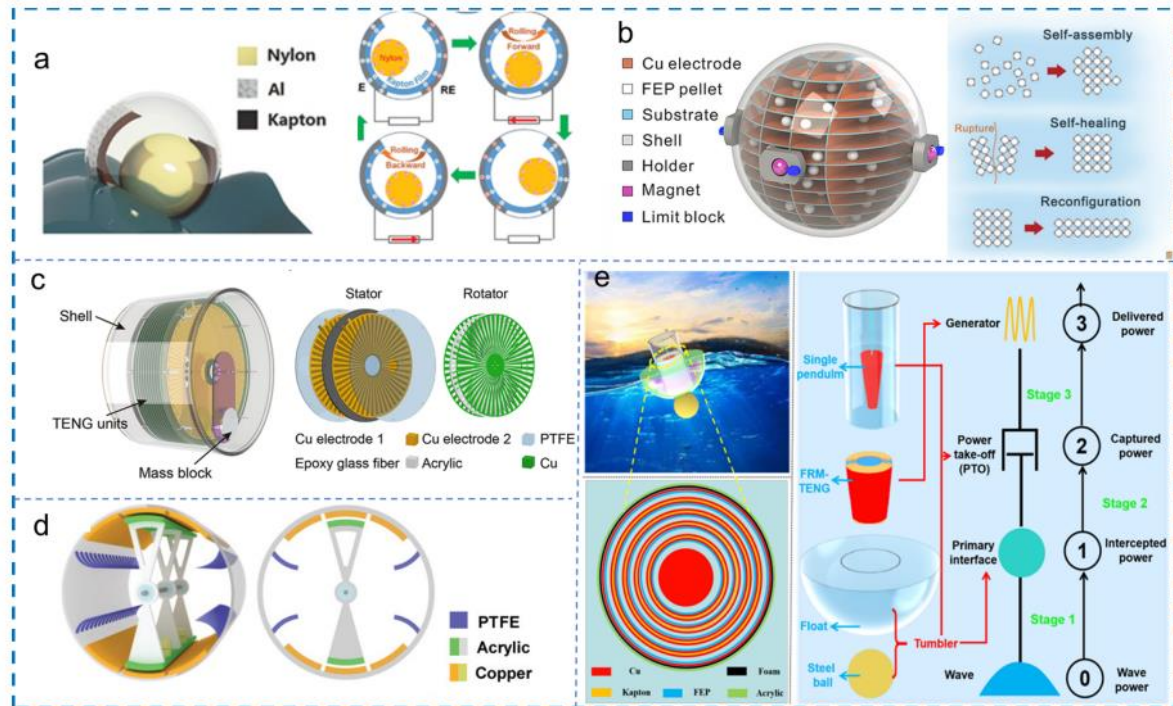 a
Nylon
Al
Kapton
Rolling
Forward
Nylon
Kapton Film
E
RE
Rolling
Backward
b
Cu electrode
FEP pellet
Substrate
Shell
Holder
Magnet
Limit block
Self-assembly
Rupture
Self-healing
Reconfiguration
c
Shell
TENG units
Mass block
Stator
Rotator
Cu electrode 1
Cu electrode 2
PTFE
Epoxy glass fiber
Acrylic
Cu
d
PTFE
Acrylic
Copper
e
Cu
Foam
Kapton
FEP
Acrylic
Single
pendulm
FRM-
TENG
Float
Steel
ball
Tumbler
Generator
Power
take-off
(PTO)
Primary
interface
Wave
Stage 3
Stage 2
Stage 1
3
Delivered
power
2
Captured
power
1
Intercepted
power
0
Wave
power